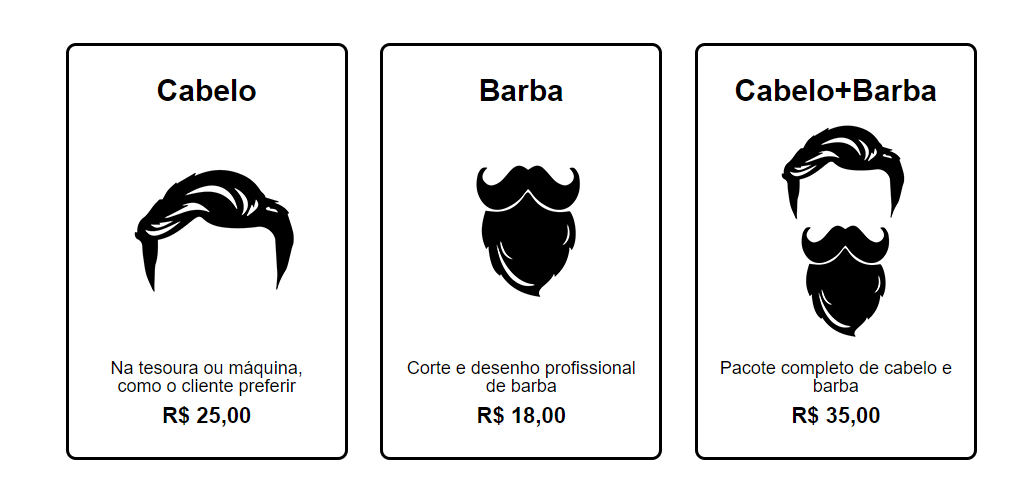 Cabelo
Na tesoura ou máquina,
como o cliente preferir
R$ 25,00
Barba
Corte e desenho profissional
de barba
R$ 18,00
Cabelo+Barba
Pacote completo de cabelo e
barba
R$ 35,00